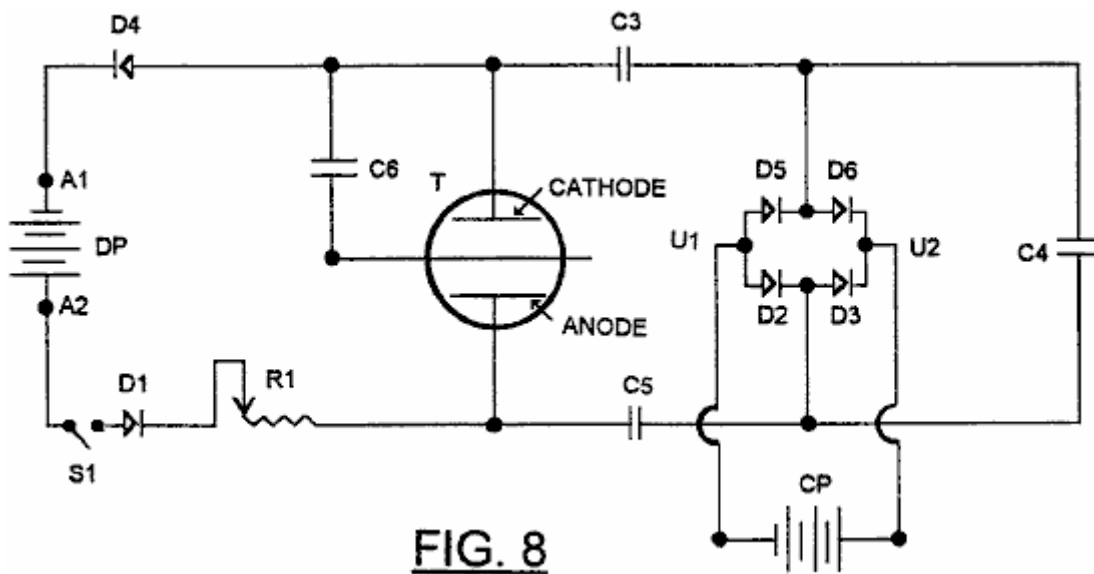 D4
C3
A1
C6
T
CATHODE
D5
D6
DP
U1
U2
C4
A2
ANODE
D2
D3
D1
R1
C5
S1
CP
FIG. 8